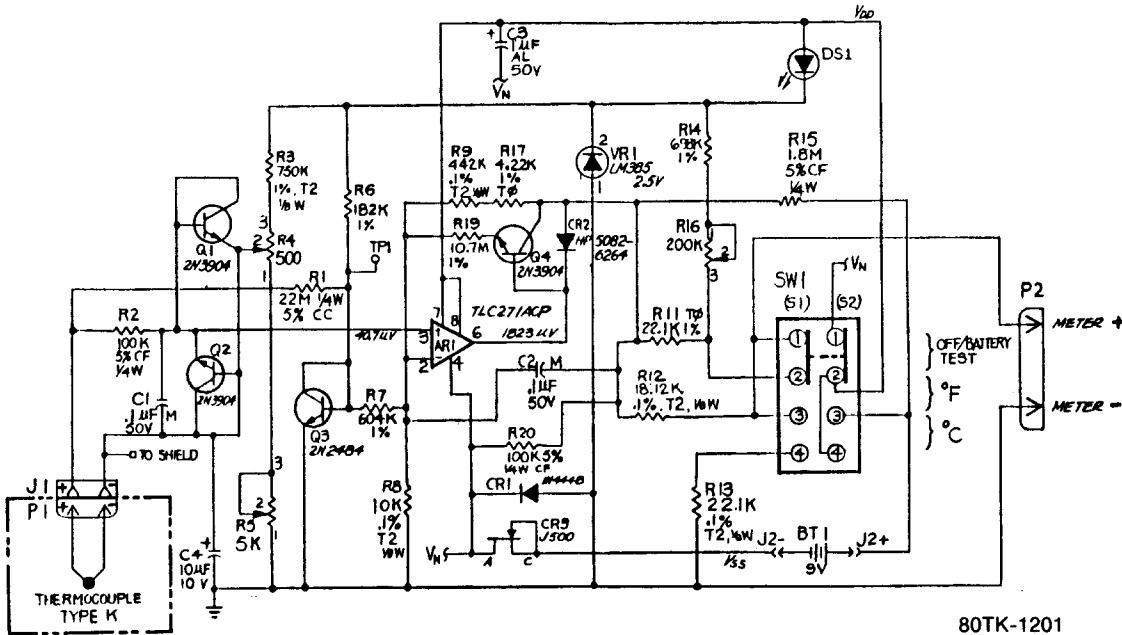 VDD
C3
1µF
AL
50V
VN
DS1
R3
750K
1%, T2
1/8 W
R6
182K
1%
R9
442K
.1%
T2 1/8W
R17
4.22K
1%
TØ
VR1
LM385
2.5V
2
1
R14
698K
1%
R15
1.8M
5% CF
1/4W
Q1
2N3904
3
2
R4
500
1
TP1
R19
10.7M
1%
Q4
2N3904
CR2
HP 5082-
6264
R16
200K
1
2
3
VN
SW1
(S1)
(S2)
P2
R1
22M 1/4W
5% CC
R2
100K
5% CF
1/4W
7
8
TLC271ACP
3
+
AR1
6
-
2
4
R11 TØ
22.1K 1%
1
1
METER +
OFF/BATTERY
TEST
2
2
°F
Q2
2N3904
C1
.1µF M
50V
C2 M
.1µF
50V
R12
18.12K
.1%, T2, 1/8W
3
3
METER -
°C
Q3
2N2484
R7
604K
1%
R20
100K 5%
1/4W CF
4
4
TO SHIELD
3
CR1
1N4448
J1
+
-
P1
+
-
2
R5
5K
1
R8
10K
.1%
T2
1/8W
R13
22.1K
.1%
T2, 1/8W
CR3
J500
VN
A
C
VSS
J2-
BT1
J2+
9V
C4
10µF
10 V
+
THERMOCOUPLE
TYPE K
80TK-1201